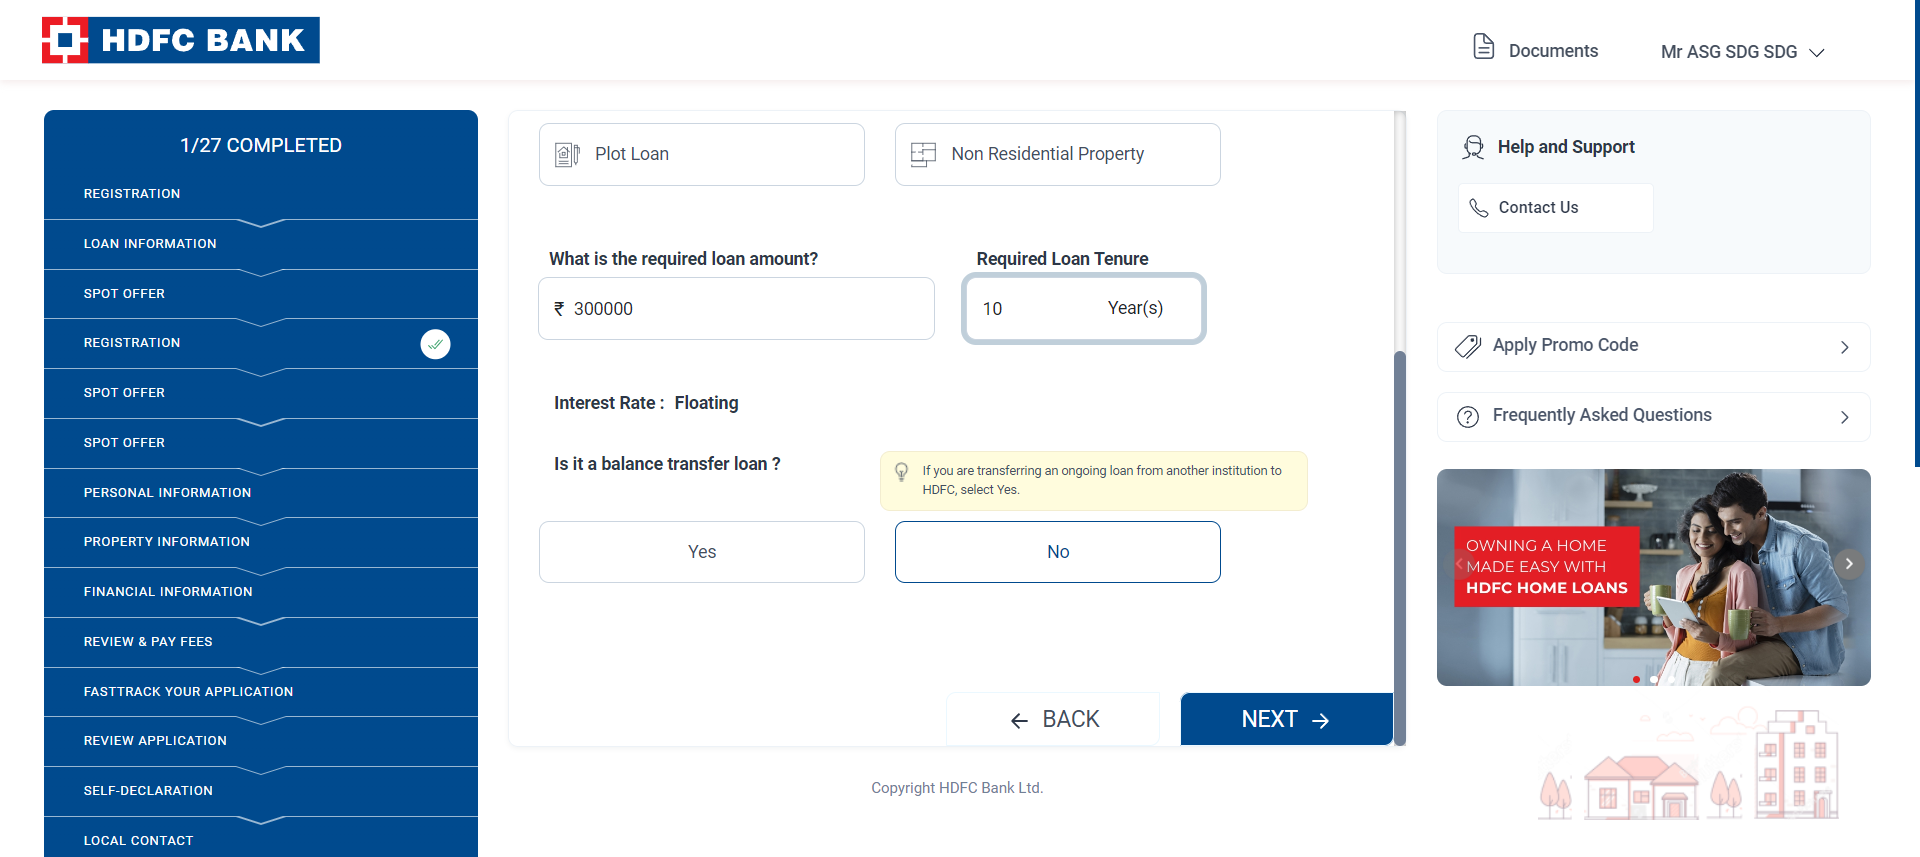 HDFC BANK
Documents
Mr ASG SDG SDG
1/27 COMPLETED
REGISTRATION
LOAN INFORMATION
SPOT OFFER
REGISTRATION
SPOT OFFER
SPOT OFFER
PERSONAL INFORMATION
PROPERTY INFORMATION
FINANCIAL INFORMATION
REVIEW & PAY FEES
FASTTRACK YOUR APPLICATION
REVIEW APPLICATION
SELF-DECLARATION
LOCAL CONTACT
Plot Loan
Non Residential Property
What is the required loan amount?
Required Loan Tenure
₹ 300000
10 Year(s)
Interest Rate : Floating
Is it a balance transfer loan ?
If you are transferring an ongoing loan from another institution to
HDFC, select Yes.
Yes
No
BACK
NEXT
Copyright HDFC Bank Ltd.
Help and Support
Contact Us
Apply Promo Code
Frequently Asked Questions
OWNING A HOME
MADE EASY WITH
HDFC HOME LOANS